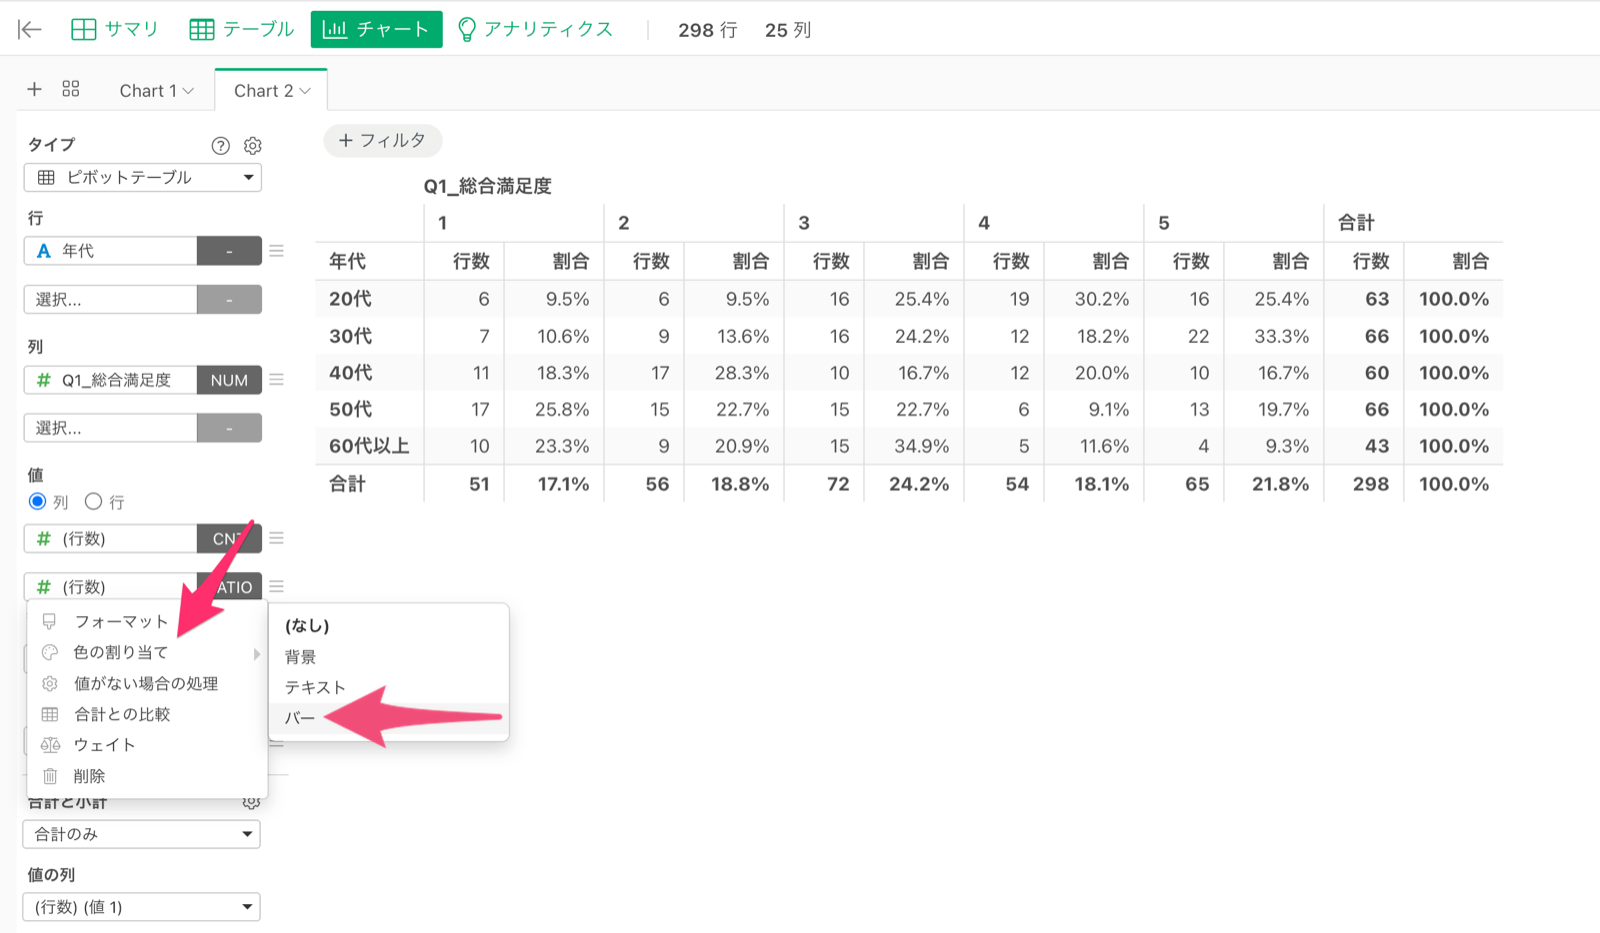 サマリ テーブル チャート アナリティクス 298 行 25 列
Chart 1 Chart 2
タイプ
ピボットテーブル
行
A 年代 -
選択... -
列
# Q1_総合満足度 NUM
選択... -
値
列 行
# (行数)
# (行数)
フォーマット
色の割り当て
値がない場合の処理
合計との比較
ウェイト
削除
(なし)
背景
テキスト
バー
合計と小計
合計のみ
値の列
(行数) (値 1)
+ フィルタ
Q1_総合満足度
1 2 3 4 5 合計
年代 行数 割合 行数 割合 行数 割合 行数 割合 行数 割合 行数 割合
20代 6 9.5% 6 9.5% 16 25.4% 19 30.2% 16 25.4% 63 100.0%
30代 7 10.6% 9 13.6% 16 24.2% 12 18.2% 22 33.3% 66 100.0%
40代 11 18.3% 17 28.3% 10 16.7% 12 20.0% 10 16.7% 60 100.0%
50代 17 25.8% 15 22.7% 15 22.7% 6 9.1% 13 19.7% 66 100.0%
60代以上 10 23.3% 9 20.9% 15 34.9% 5 11.6% 4 9.3% 43 100.0%
合計 51 17.1% 56 18.8% 72 24.2% 54 18.1% 65 21.8% 298 100.0%